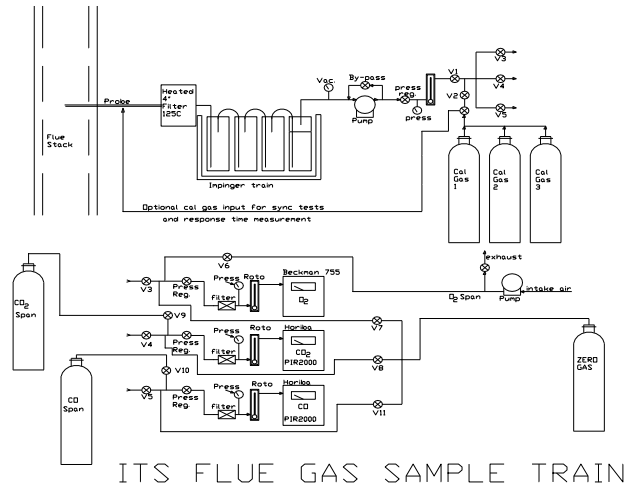 Probe
Heated
4"
Filter
125C
Flue
Stack
Impinger train
Vac.
By-pass
Pump
press
reg.
press
V1
V2
V3
V4
V5
Cal
Gas
1
Cal
Gas
2
Cal
Gas
3
Optional cal gas input for sync tests
and response time measurement
exhaust
O2 Span
Pump
intake air
V6
CO2
Span
V3
Press
Reg.
Press
filter
Roto
Beckman 755
O2
V9
V7
V4
Press
Reg.
Press
filter
Roto
Horiba
CO2
PIR2000
V8
ZERO
GAS
CO
Span
V10
V5
Press
Reg.
Press
filter
Roto
Horiba
CO
PIR2000
V11
ITS FLUE GAS SAMPLE TRAIN